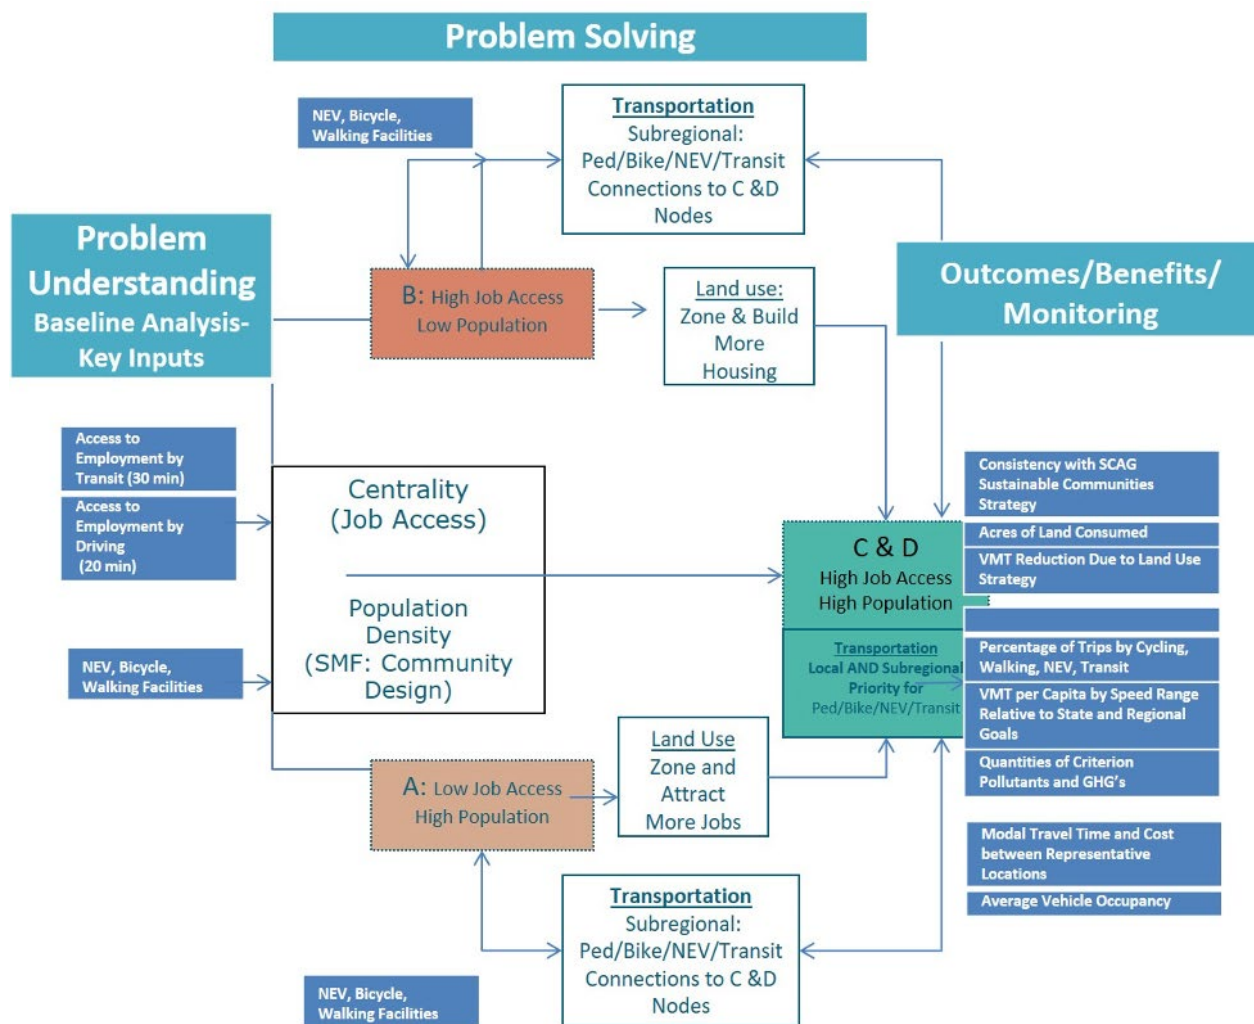 Problem Solving
NEV, Bicycle,
Walking Facilities
Transportation
Subregional:
Ped/Bike/NEV/Transit
Connections to C &D
Nodes
Problem
Understanding
Baseline Analysis-
Key Inputs
B: High Job Access
Low Population
Land use:
Zone & Build
More
Housing
Outcomes/Benefits/
Monitoring
Access to
Employment by
Transit (30 min)
Access to
Employment by
Driving
(20 min)
NEV, Bicycle,
Walking Facilities
Centrality
(Job Access)
Population
Density
(SMF: Community
Design)
C & D
High Job Access
High Population
Transportation
Local AND Subregional
Priority for
Ped/Bike/NEV/Transit
Consistency with SCAG
Sustainable Communities
Strategy
Acres of Land Consumed
VMT Reduction Due to Land Use
Strategy
Percentage of Trips by Cycling,
Walking, NEV, Transit
VMT per Capita by Speed Range
Relative to State and Regional
Goals
Quantities of Criterion
Pollutants and GHG's
Modal Travel Time and Cost
between Representative
Locations
Average Vehicle Occupancy
A: Low Job Access
High Population
Land Use
Zone and
Attract
More Jobs
Transportation
Subregional:
Ped/Bike/NEV/Transit
Connections to C &D
Nodes
NEV, Bicycle,
Walking Facilities